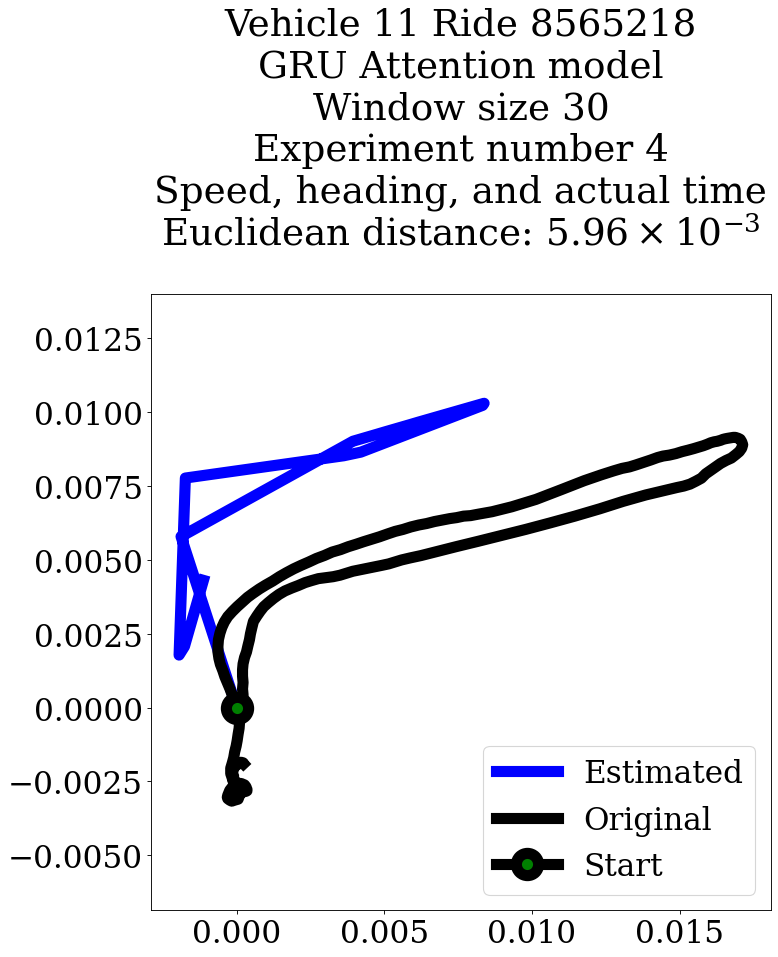 Vehicle 11 Ride 8565218
GRU Attention model
Window size 30
Experiment number 4
Speed, heading, and actual time
Euclidean distance: 5.96 × 10⁻³
0.0125
0.0100
0.0075
0.0050
0.0025
0.0000
−0.0025
−0.0050
Estimated
Original
Start
0.000 0.005 0.010 0.015